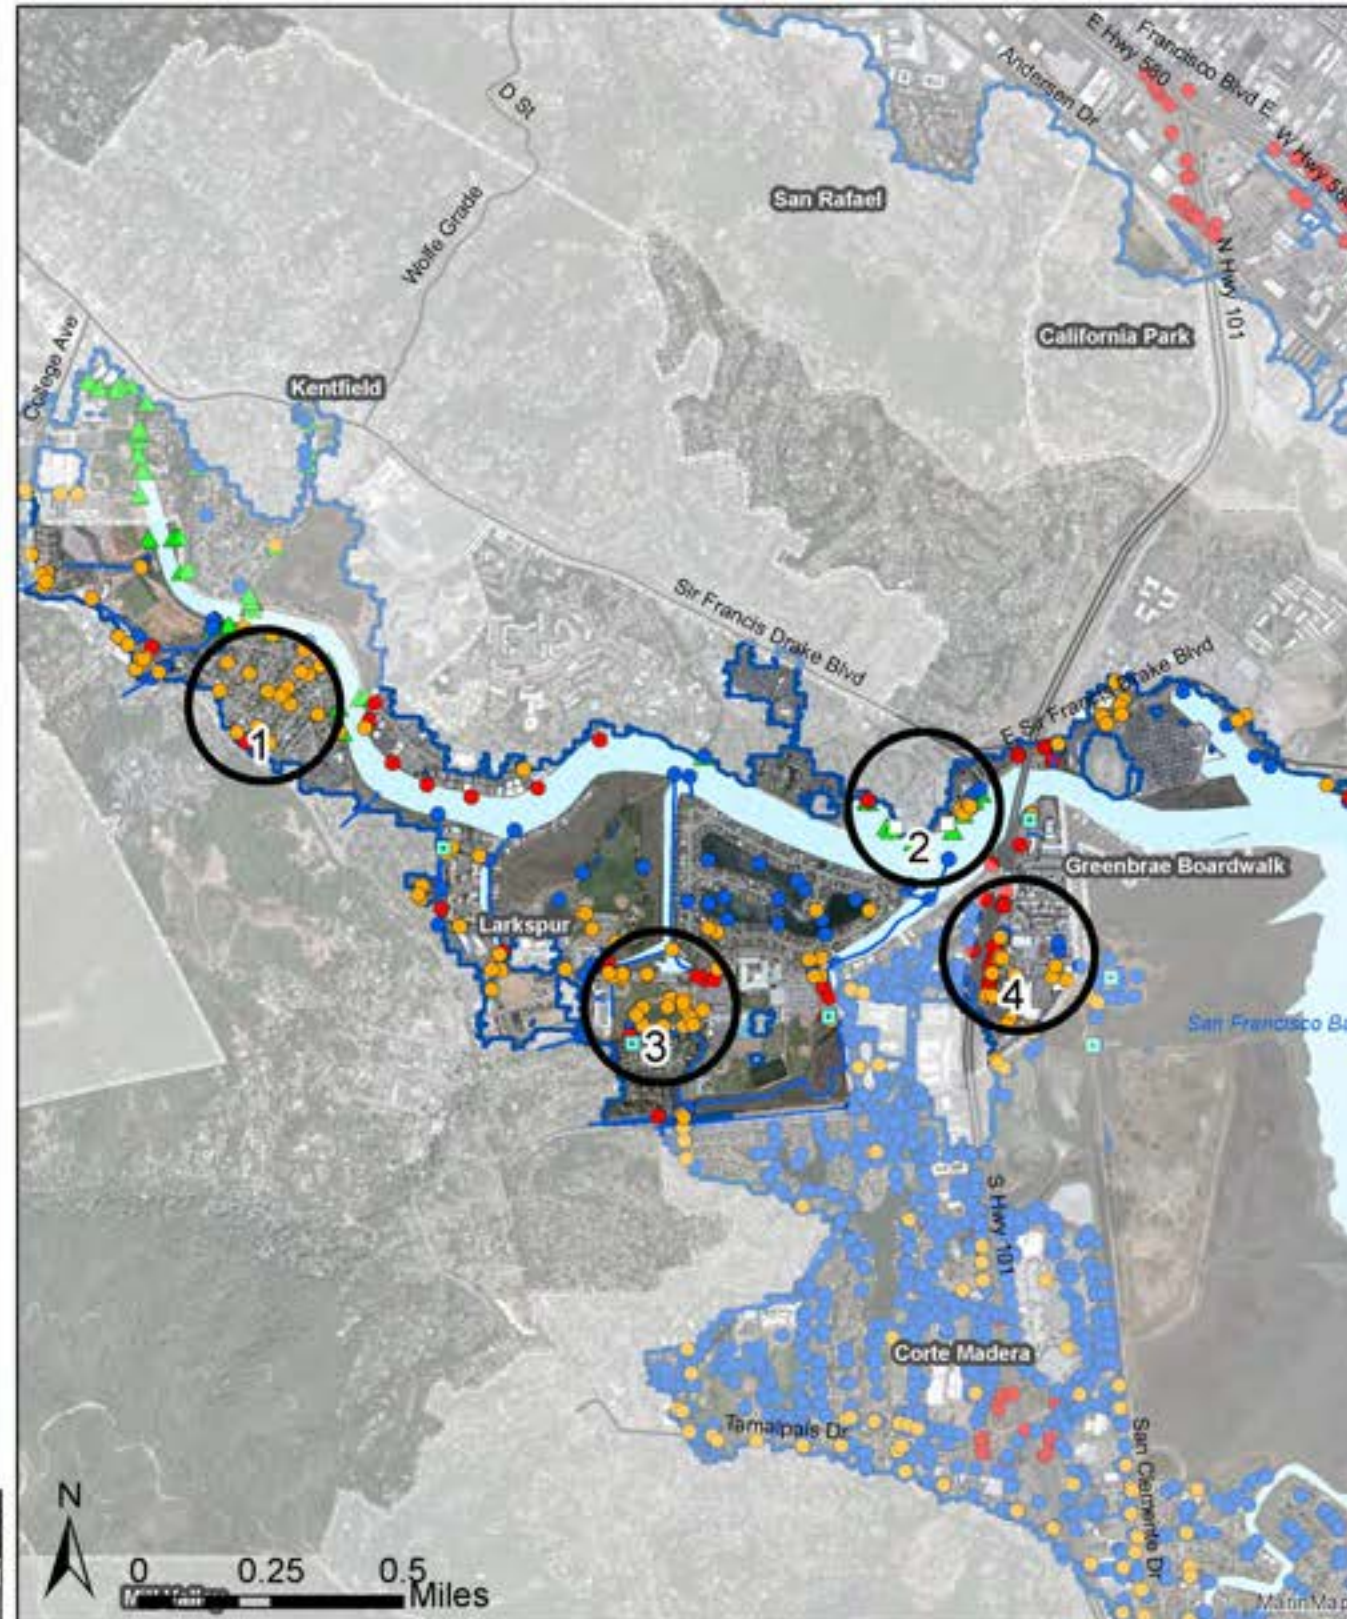 E Hwy 580
Francisco Blvd E
Andersen Dr
W Hwy 58
D St
San Rafael
Wolfe Grade
N Hwy 101
California Park
College Ave
Kentfield
Sir Francis Drake Blvd
E Sir Francis Drake Blvd
1
2
Greenbrae Boardwalk
Larkspur
3
4
San Francisco Ba
S Hwy 101
Corte Madera
Tamalpais Dr
San Clemente Dr
N
0 0.25 0.5
Miles
MarinMap